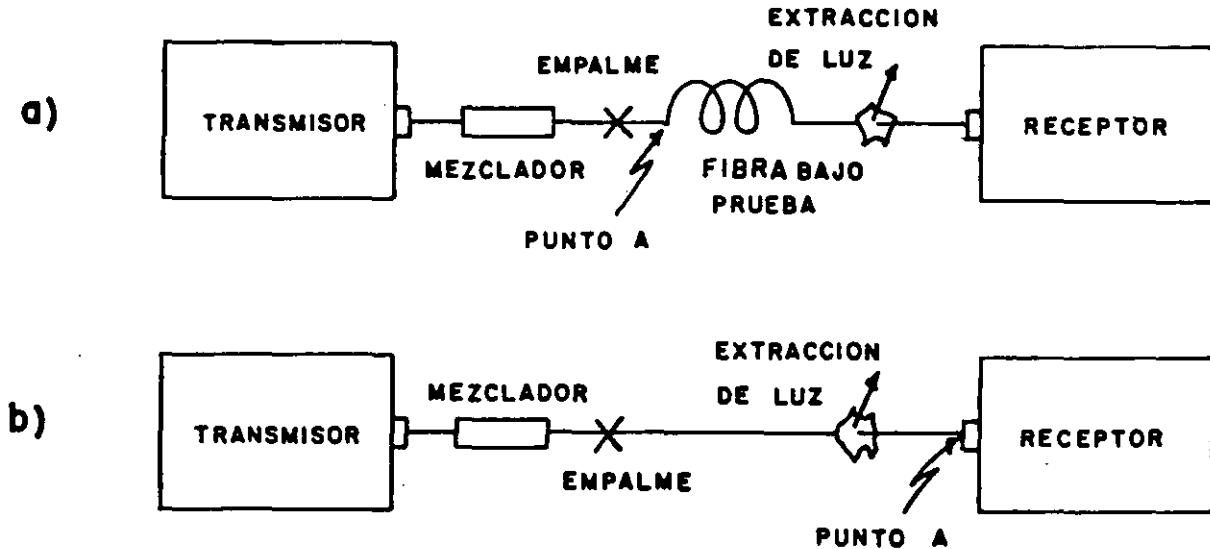 a)
TRANSMISOR
MEZCLADOR
EMPALME
PUNTO A
FIBRA BAJO
PRUEBA
EXTRACCION
DE LUZ
RECEPTOR
b)
TRANSMISOR
MEZCLADOR
EMPALME
EXTRACCION
DE LUZ
RECEPTOR
PUNTO A